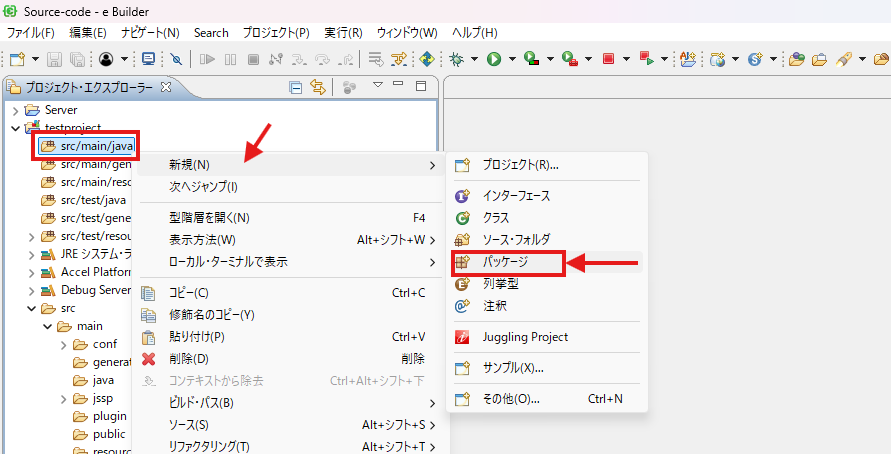 Source-code - e Builder
ファイル(F) 編集(E) ナビゲート(N) Search プロジェクト(P) 実行(R) ウィンドウ(W) ヘルプ(H)
プロジェクト・エクスプローラー
Server
testproject
src/main/java
src/main/gen
src/main/reso
src/test/java
src/test/gene
src/test/resou
JRE システム・ラ
Accel Platform
Debug Server
src
main
conf
generat
java
jssp
plugin
public
resourc
新規(N)
次へジャンプ(I)
型階層を開く(N) F4
表示方法(W) Alt+シフト+W
ローカル・ターミナルで表示
コピー(C) Ctrl+C
修飾名のコピー(Y)
貼り付け(P) Ctrl+V
削除(D) 削除
コンテキストから除去 Ctrl+Alt+シフト+下
ビルド・パス(B)
ソース(S) Alt+シフト+S
リファクタリング(T) Alt+シフト+T
プロジェクト(R)...
インターフェース
クラス
ソース・フォルダ
パッケージ
列挙型
注釈
Juggling Project
サンプル(X)...
その他(O)... Ctrl+N